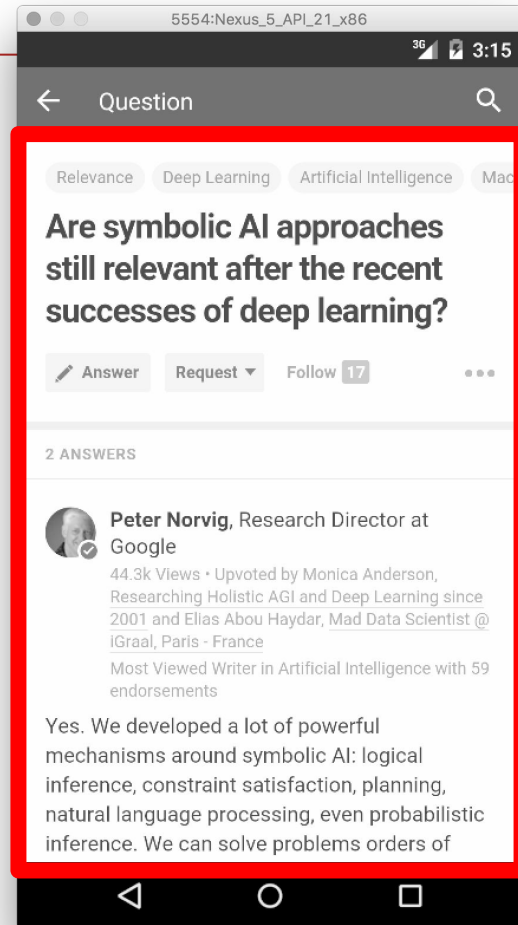 5554:Nexus_5_API_21_x86
3G 3:15
Question
Relevance Deep Learning Artificial Intelligence Mac
Are symbolic AI approaches
still relevant after the recent
successes of deep learning?
Answer Request Follow 17
2 ANSWERS
Peter Norvig, Research Director at
Google
44.3k Views • Upvoted by Monica Anderson,
Researching Holistic AGI and Deep Learning since
2001 and Elias Abou Haydar, Mad Data Scientist @
iGraal, Paris - France
Most Viewed Writer in Artificial Intelligence with 59
endorsements
Yes. We developed a lot of powerful
mechanisms around symbolic AI: logical
inference, constraint satisfaction, planning,
natural language processing, even probabilistic
inference. We can solve problems orders of